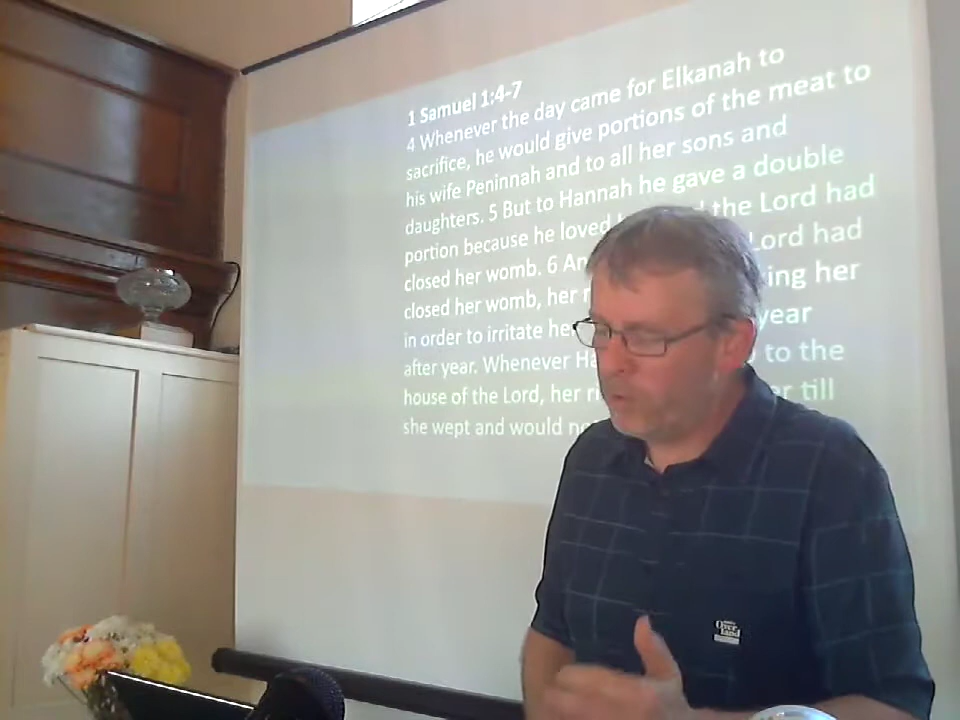 1 Samuel 1:4-7
4 Whenever the day came for Elkanah to
sacrifice, he would give portions of the meat to
his wife Peninnah and to all her sons and
daughters. 5 But to Hannah he gave a double
portion because he loved the Lord had
closed her womb. 6 Lord had
closed her womb, her her
in order to irritate year
after year. Whenever to the
house of the Lord, her till
she wept and would
Over
land